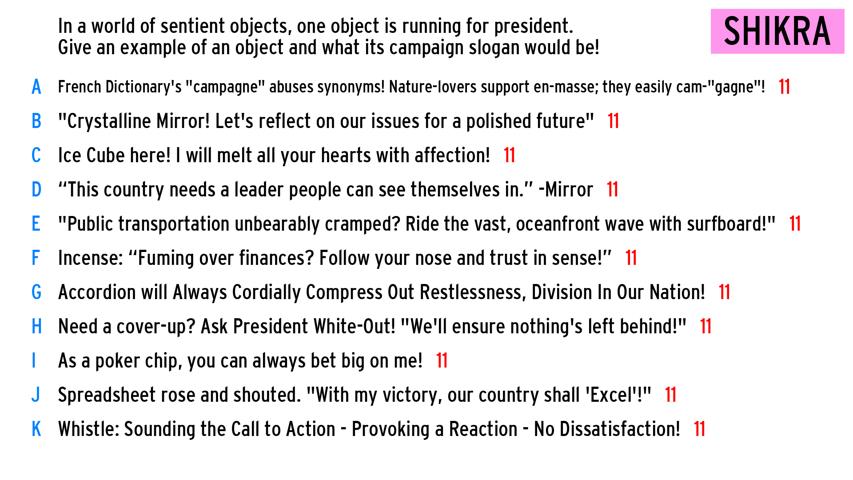 In a world of sentient objects, one object is running for president.
Give an example of an object and what its campaign slogan would be!
SHIKRA
A French Dictionary's "campagne" abuses synonyms! Nature-lovers support en-masse; they easily cam-"gagne"! 11
B "Crystalline Mirror! Let's reflect on our issues for a polished future" 11
C Ice Cube here! I will melt all your hearts with affection! 11
D “This country needs a leader people can see themselves in.” -Mirror 11
E "Public transportation unbearably cramped? Ride the vast, oceanfront wave with surfboard!" 11
F Incense: “Fuming over finances? Follow your nose and trust in sense!” 11
G Accordion will Always Cordially Compress Out Restlessness, Division In Our Nation! 11
H Need a cover-up? Ask President White-Out! "We'll ensure nothing's left behind!" 11
I As a poker chip, you can always bet big on me! 11
J Spreadsheet rose and shouted. "With my victory, our country shall 'Excel'!" 11
K Whistle: Sounding the Call to Action - Provoking a Reaction - No Dissatisfaction! 11